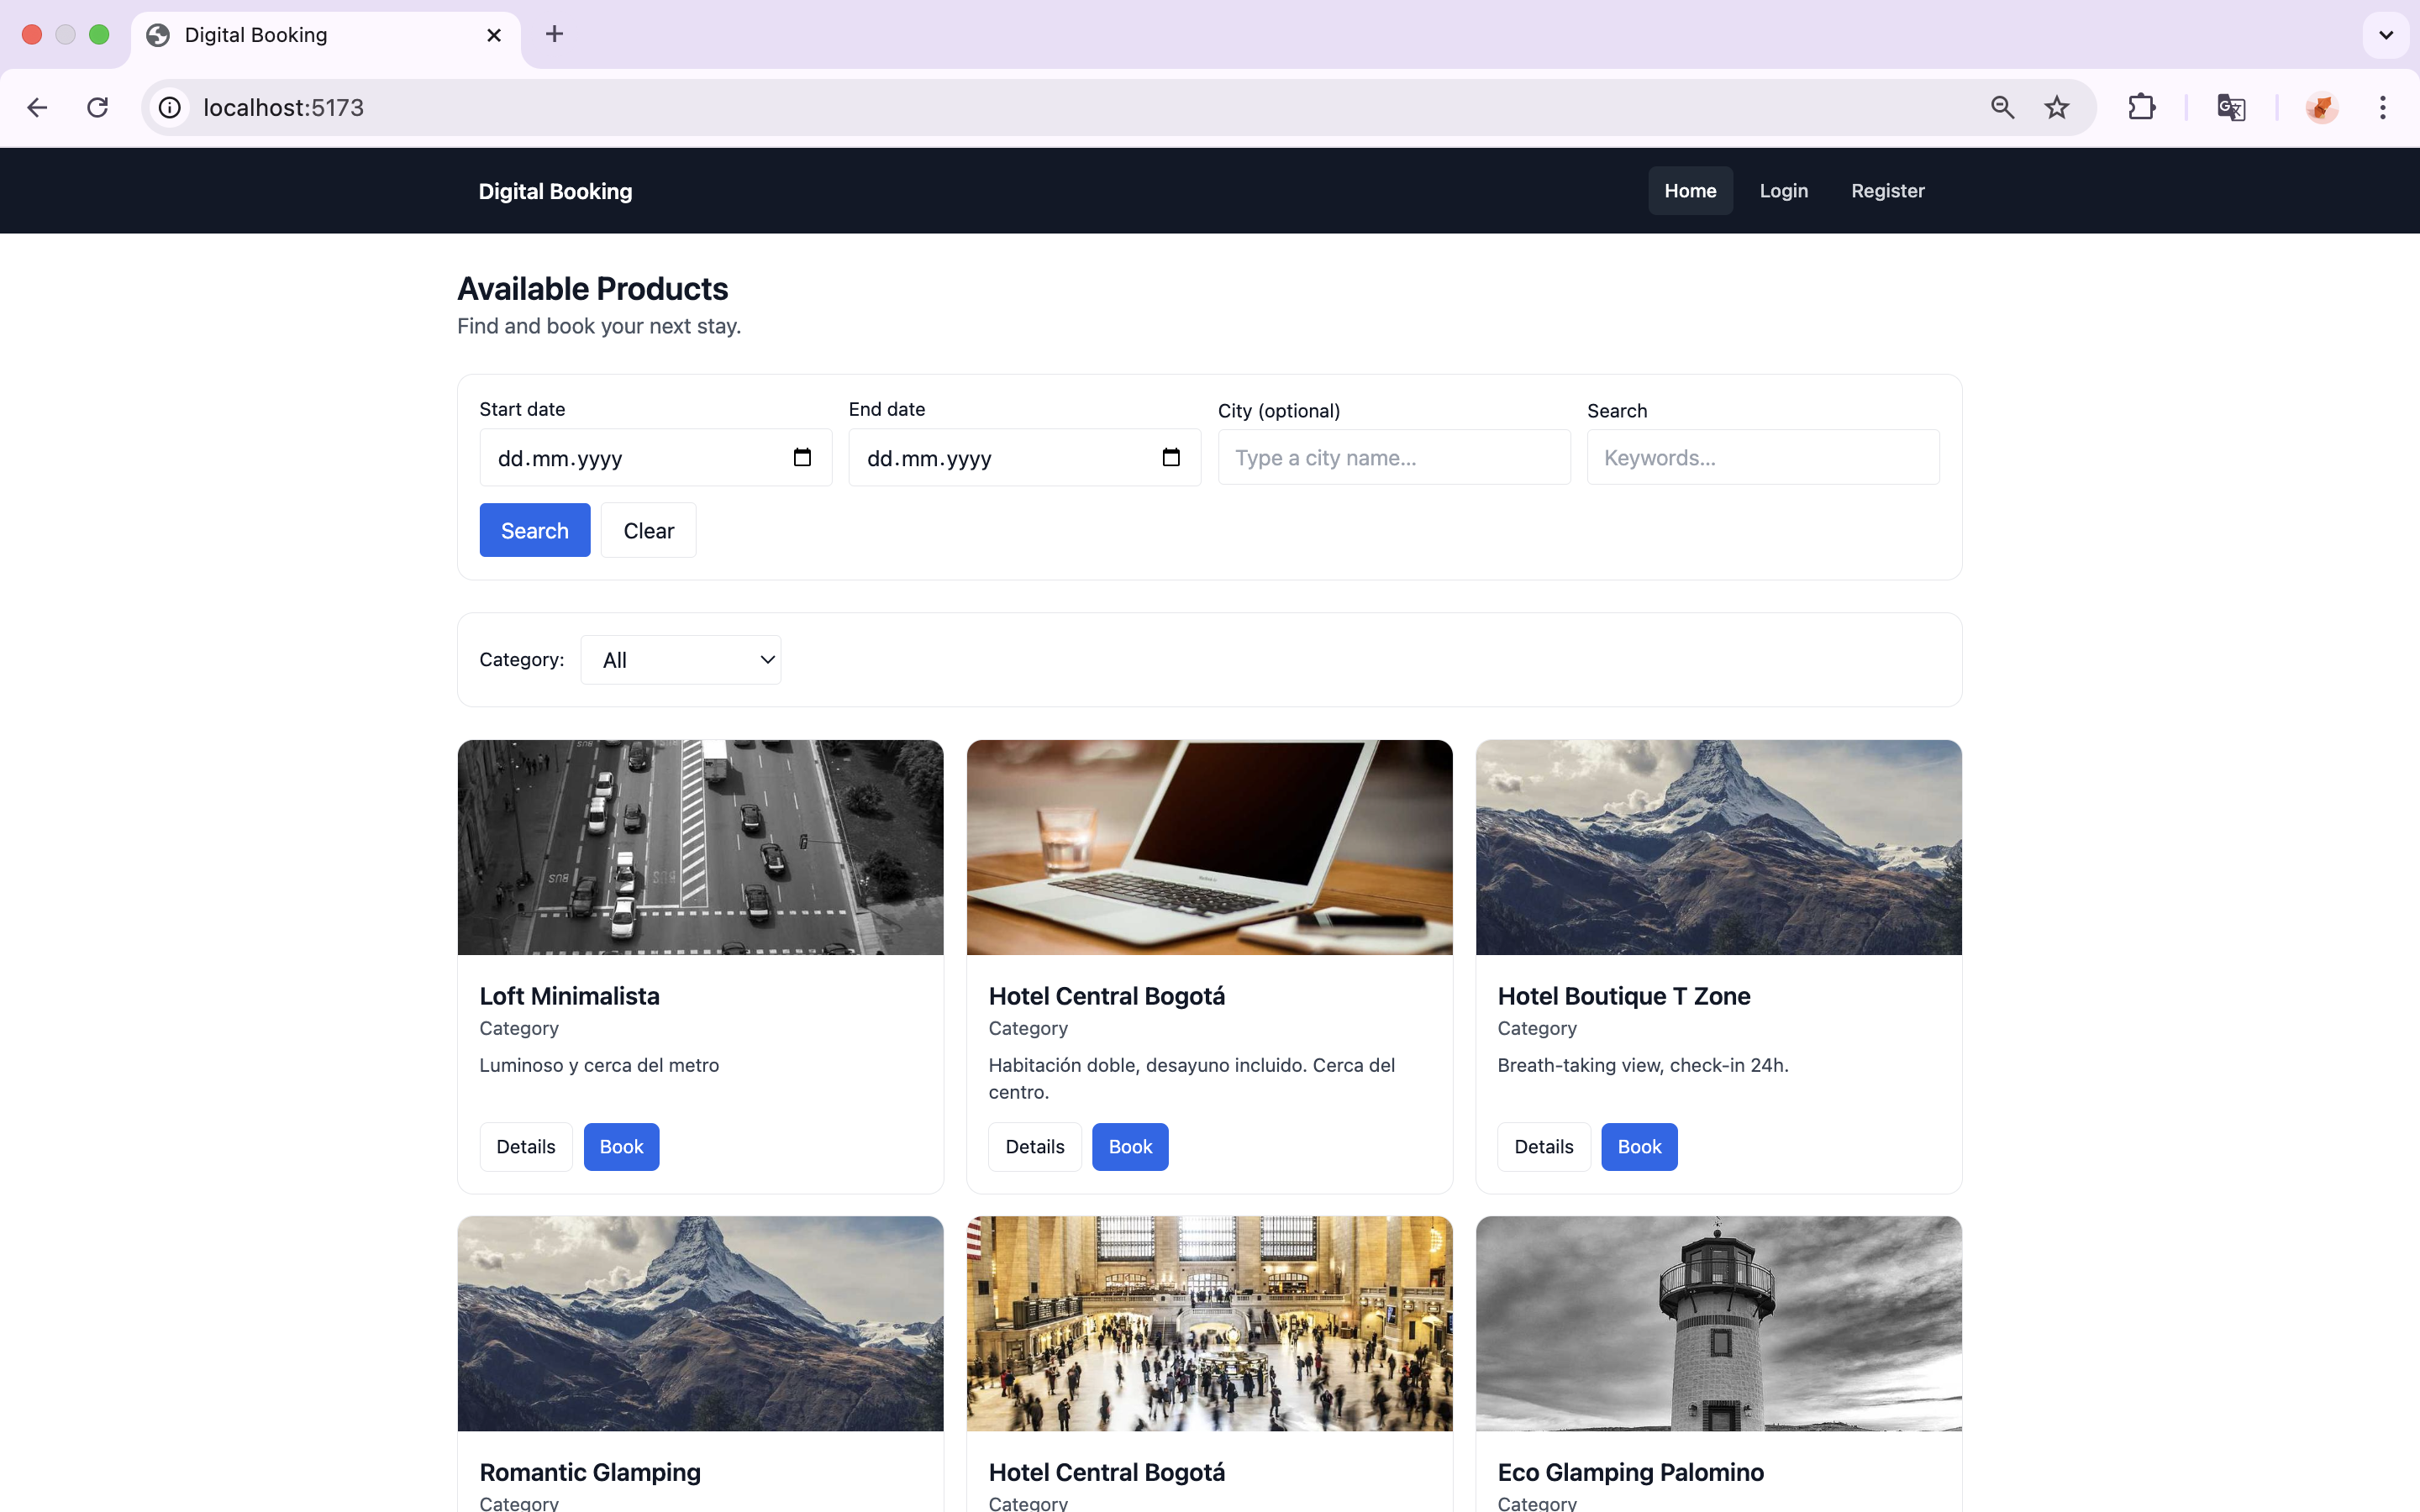 Digital Booking
localhost:5173
Digital Booking
Home Login Register
Available Products
Find and book your next stay.
Start date End date City (optional) Search
dd.mm.yyyy dd.mm.yyyy Type a city name... Keywords...
Search Clear
Category: All
BUS
BUS
BUS
BUS
Loft Minimalista
Category
Luminoso y cerca del metro
Details Book
Hotel Central Bogotá
Category
Habitación doble, desayuno incluido. Cerca del
centro.
Details Book
Hotel Boutique T Zone
Category
Breath-taking view, check-in 24h.
Details Book
Romantic Glamping
Category
Hotel Central Bogotá
Category
Eco Glamping Palomino
Category